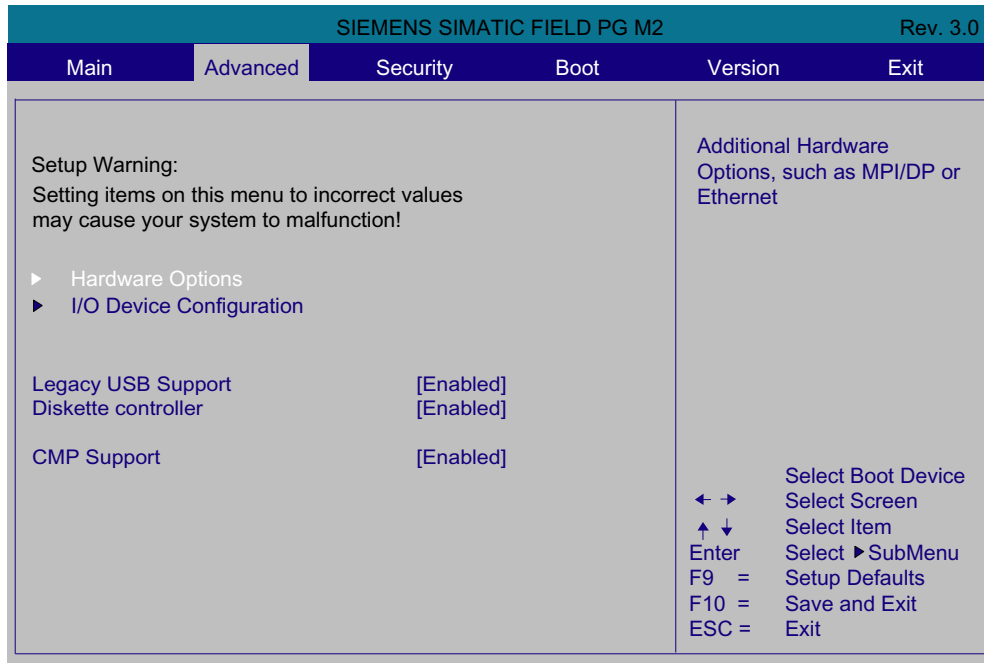 SIEMENS SIMATIC FIELD PG M2 Rev. 3.0
Main Advanced Security Boot Version Exit
Setup Warning:
Setting items on this menu to incorrect values
may cause your system to malfunction!
Hardware Options
I/O Device Configuration
Legacy USB Support [Enabled]
Diskette controller [Enabled]
CMP Support [Enabled]
Additional Hardware
Options, such as MPI/DP or
Ethernet
Select Boot Device
← → Select Screen
↑ ↓ Select Item
Enter Select ▶ SubMenu
F9 = Setup Defaults
F10 = Save and Exit
ESC = Exit